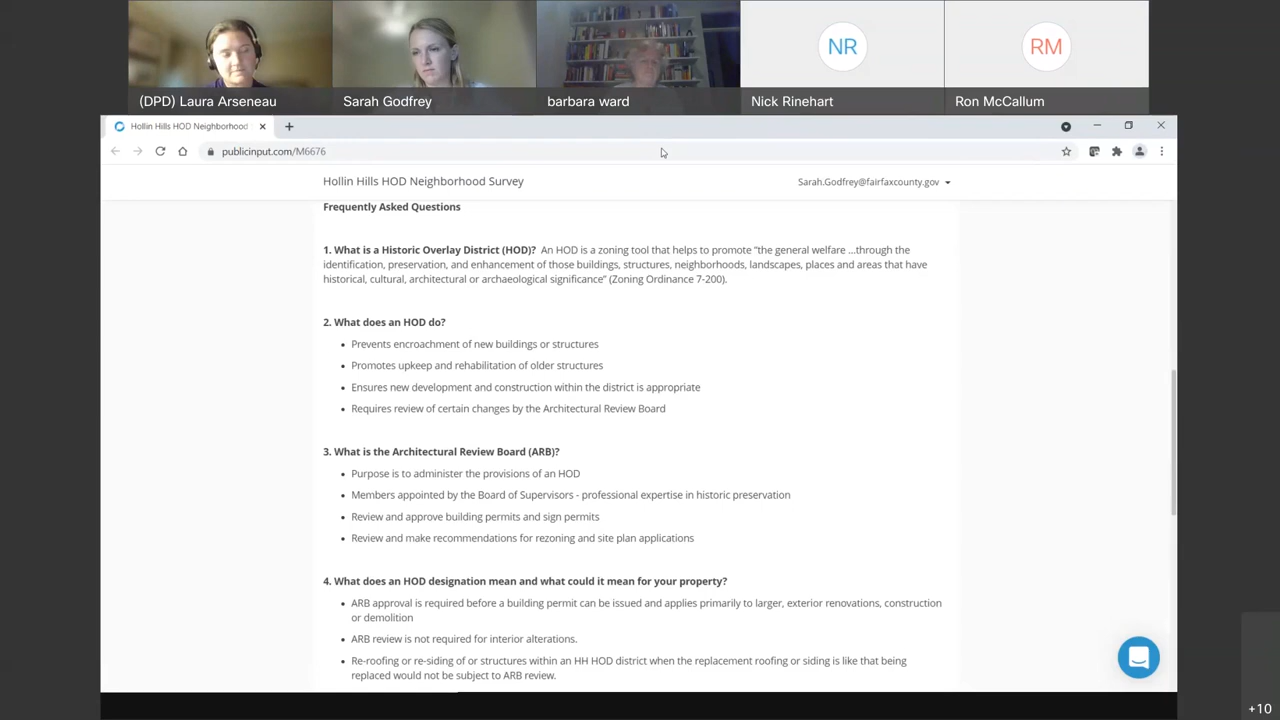 NR
RM
(DPD) Laura Arseneau
Sarah Godfrey
barbara ward
Nick Rinehart
Ron McCallum
Hollin Hills HOD Neighborhood
publicinput.com/M6676
Hollin Hills HOD Neighborhood Survey
Sarah.Godfrey@fairfaxcounty.gov
Frequently Asked Questions
1. What is a Historic Overlay District (HOD)? An HOD is a zoning tool that helps to promote “the general welfare ...through the
identification, preservation, and enhancement of those buildings, structures, neighborhoods, landscapes, places and areas that have
historical, cultural, architectural or archaeological significance” (Zoning Ordinance 7-200).
2. What does an HOD do?
• Prevents encroachment of new buildings or structures
• Promotes upkeep and rehabilitation of older structures
• Ensures new development and construction within the district is appropriate
• Requires review of certain changes by the Architectural Review Board
3. What is the Architectural Review Board (ARB)?
• Purpose is to administer the provisions of an HOD
• Members appointed by the Board of Supervisors - professional expertise in historic preservation
• Review and approve building permits and sign permits
• Review and make recommendations for rezoning and site plan applications
4. What does an HOD designation mean and what could it mean for your property?
• ARB approval is required before a building permit can be issued and applies primarily to larger, exterior renovations, construction
or demolition
• ARB review is not required for interior alterations.
• Re-roofing or re-siding of or structures within an HH HOD district when the replacement roofing or siding is like that being
replaced would not be subject to ARB review.
+10